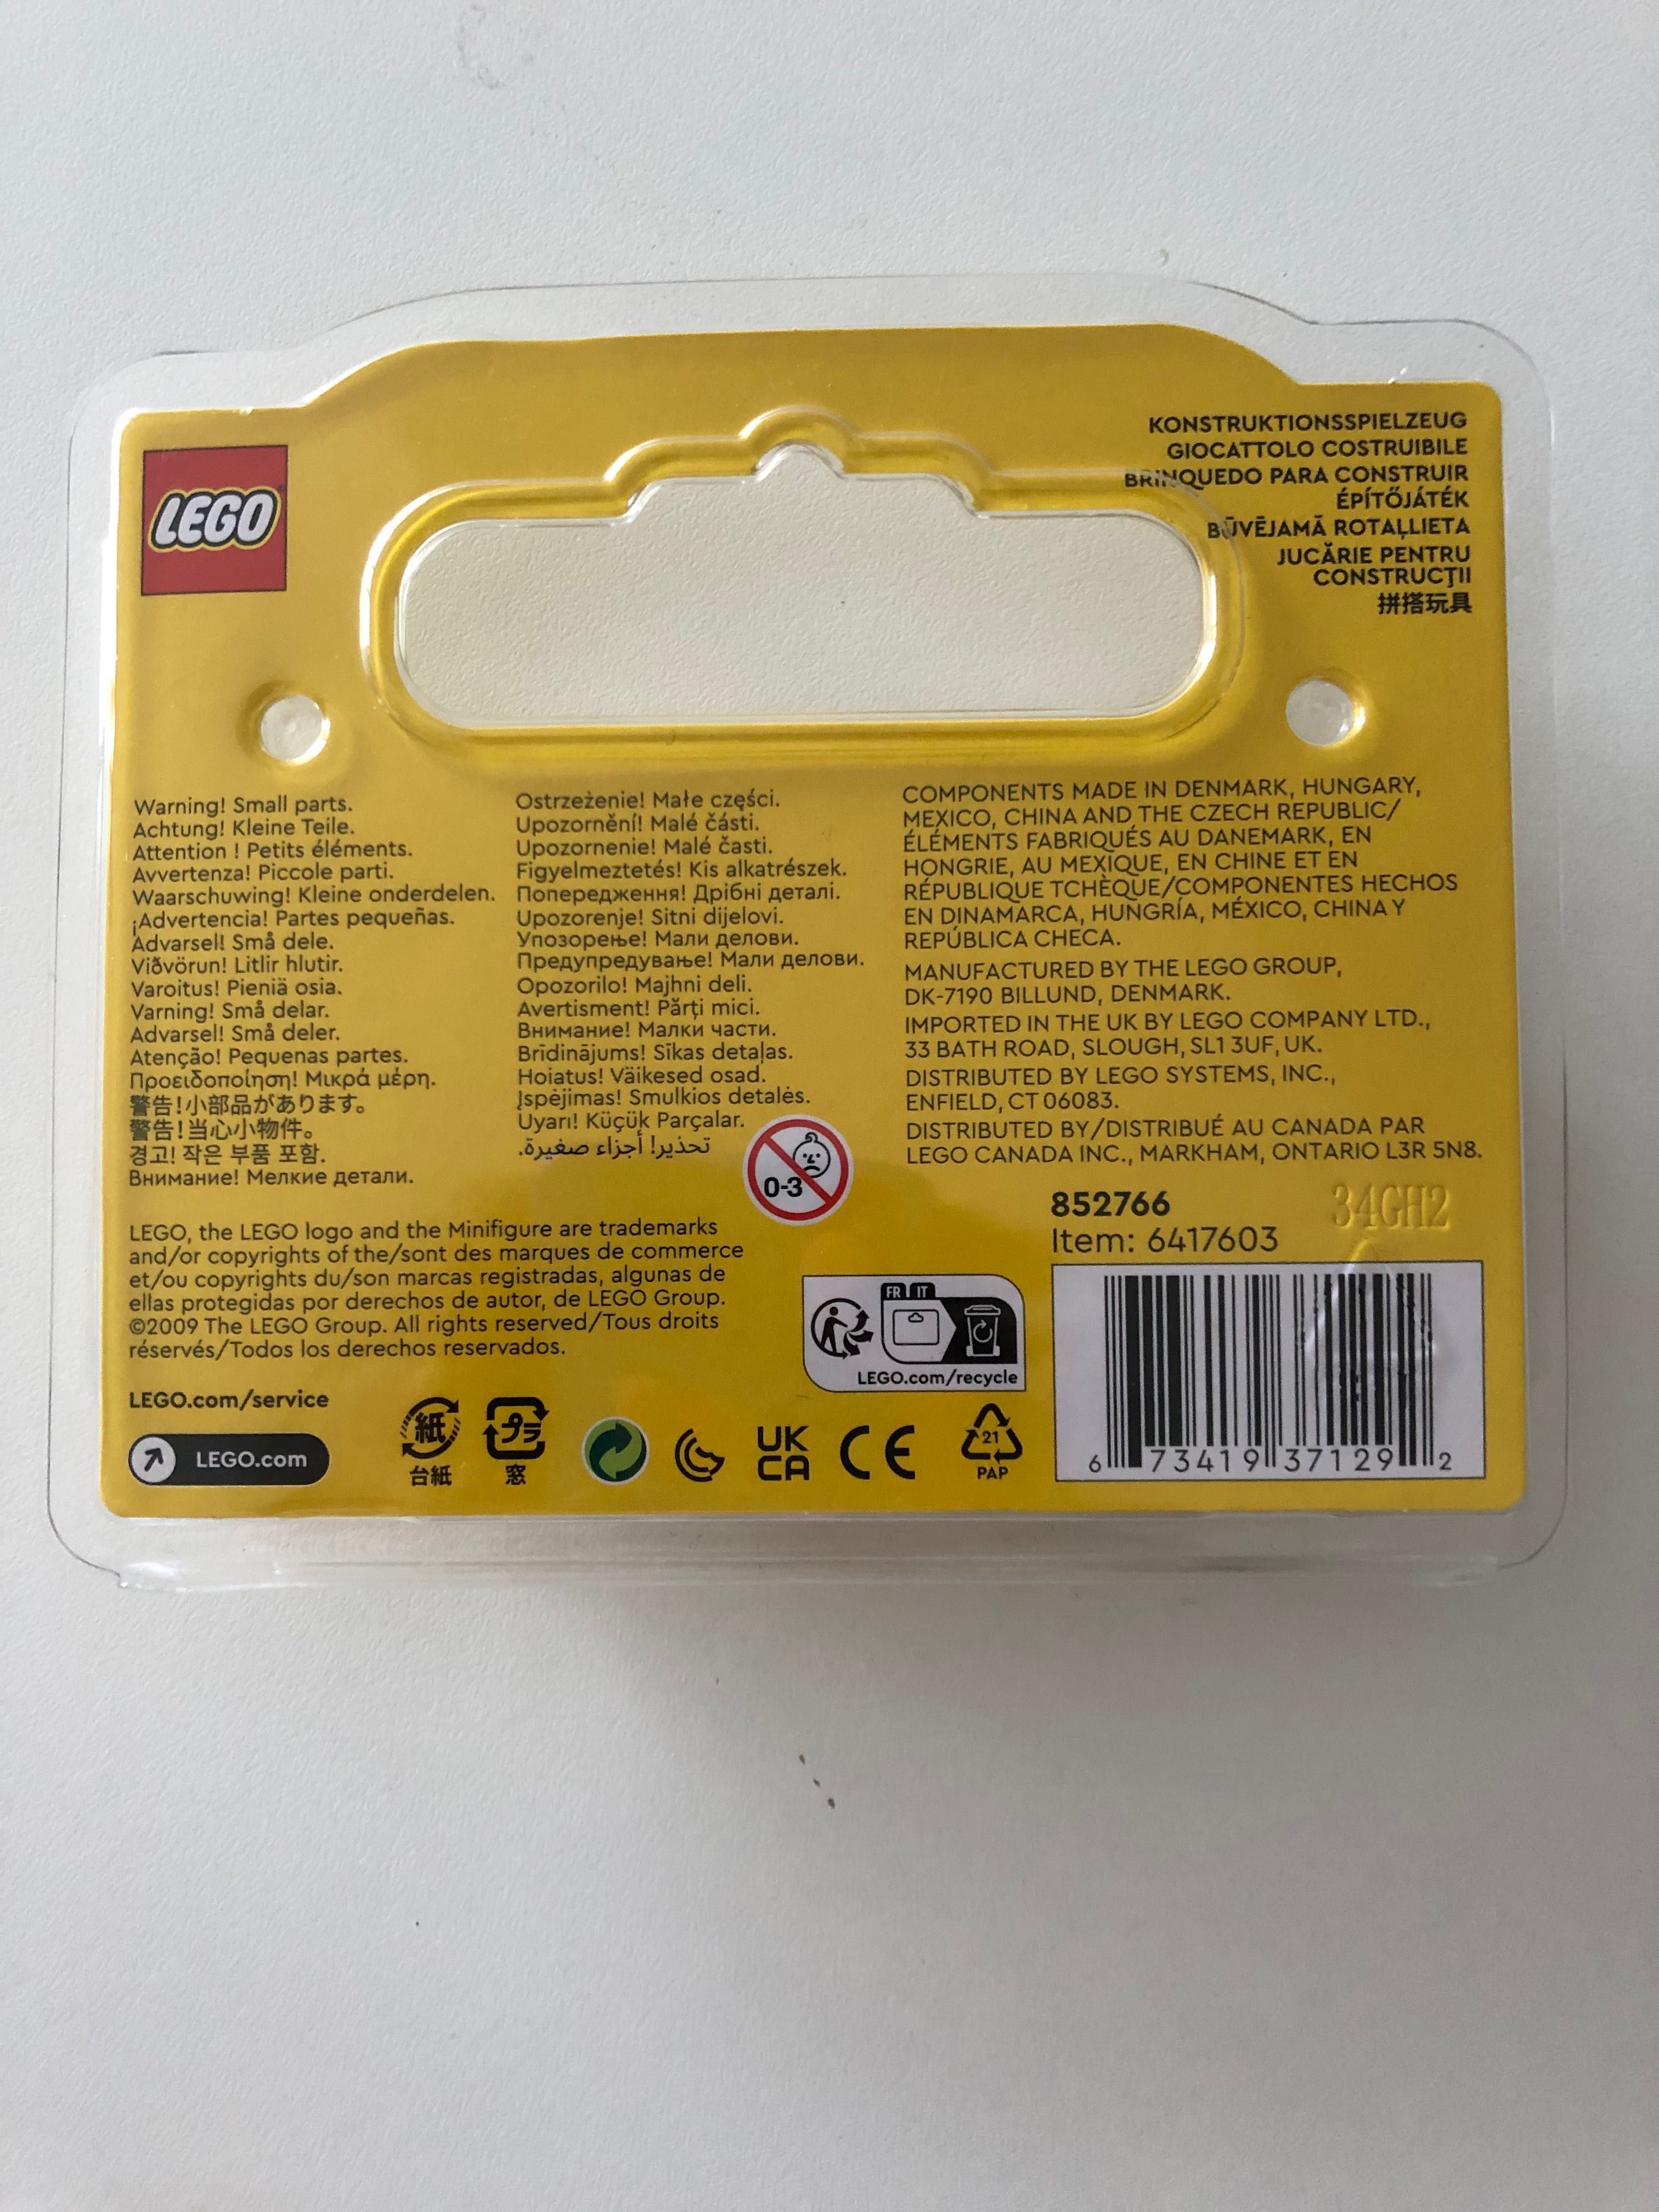 LEGO
KONSTRUKTIONSSPIELZEUG
GIOCATTOLO COSTRUIBILE
BRINQUEDO PARA CONSTRUIR
ÉPÍTŐJÁTÉK
BŪVĒJAMĀ ROTAĻLIETA
JUCĂRIE PENTRU
CONSTRUCŢII
拼搭玩具
Warning! Small parts.
Achtung! Kleine Teile.
Attention ! Petits éléments.
Avvertenza! Piccole parti.
Waarschuwing! Kleine onderdelen.
¡Advertencia! Partes pequeñas.
Advarsel! Små dele.
Viðvörun! Litlir hlutir.
Varoitus! Pieniä osia.
Varning! Små delar.
Advarsel! Små deler.
Atenção! Pequenas partes.
Προειδοποίηση! Μικρά μέρη.
警告!小部品があります。
警告!当心小物件。
경고! 작은 부품 포함.
Внимание! Мелкие детали.
Ostrzeżenie! Małe części.
Upozornění! Malé části.
Upozornenie! Malé časti.
Figyelmeztetés! Kis alkatrészek.
Попередження! Дрібні деталі.
Upozorenje! Sitni dijelovi.
Упозорење! Мали делови.
Предупредување! Мали делови.
Opozorilo! Majhni deli.
Avertisment! Părţi mici.
Внимание! Малки части.
Brīdinājums! Sīkas detaļas.
Hoiatus! Väikesed osad.
Įspėjimas! Smulkios detalės.
Uyarı! Küçük Parçalar.
تحذير! أجزاء صغيرة.
0-3
COMPONENTS MADE IN DENMARK, HUNGARY,
MEXICO, CHINA AND THE CZECH REPUBLIC/
ÉLÉMENTS FABRIQUÉS AU DANEMARK, EN
HONGRIE, AU MEXIQUE, EN CHINE ET EN
RÉPUBLIQUE TCHÈQUE/COMPONENTES HECHOS
EN DINAMARCA, HUNGRÍA, MÉXICO, CHINA Y
REPÚBLICA CHECA.
MANUFACTURED BY THE LEGO GROUP,
DK-7190 BILLUND, DENMARK.
IMPORTED IN THE UK BY LEGO COMPANY LTD.,
33 BATH ROAD, SLOUGH, SL1 3UF, UK.
DISTRIBUTED BY LEGO SYSTEMS, INC.,
ENFIELD, CT 06083.
DISTRIBUTED BY/DISTRIBUÉ AU CANADA PAR
LEGO CANADA INC., MARKHAM, ONTARIO L3R 5N8.
852766
34GH2
Item: 6417603
LEGO, the LEGO logo and the Minifigure are trademarks
and/or copyrights of the/sont des marques de commerce
et/ou copyrights du/son marcas registradas, algunas de
ellas protegidas por derechos de autor, de LEGO Group.
©2009 The LEGO Group. All rights reserved/Tous droits
réservés/Todos los derechos reservados.
FR IT
LEGO.com/recycle
LEGO.com/service
LEGO.com
紙
台紙
プラ
窓
UK
CA
CE
21
PAP
6 73419 37129 2